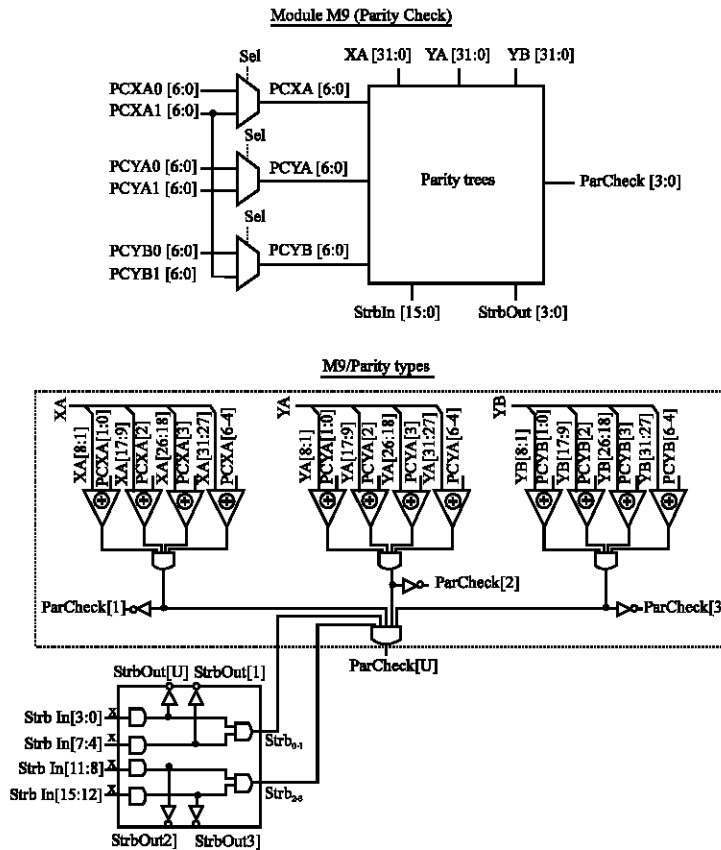 Module M9 (Parity Check)
XA [31:0] YA [31:0] YB [31:0]
Sel
PCXA0 [6:0]
PCXA1 [6:0]
PCXA [6:0]
Sel
PCYA0 [6:0]
PCYA1 [6:0]
PCYA [6:0]
Parity trees
ParCheck [3:0]
Sel
PCYB0 [6:0]
PCYB1 [6:0]
PCYB [6:0]
StrbIn [15:0] StrbOut [3:0]
M9/Parity types
XA
XA[8:1]
PCXA[1:0]
XA[17:9]
PCXA[2]
XA[26:18]
PCXA[3]
XA[31:27]
PCXA[6-4]
YA
YA[8:1]
PCYA[1:0]
YA[17:9]
PCYA[2]
YA[26:18]
PCYA[3]
YA[31:27]
PCYA[6-4]
YB
YB[8:1]
PCYB[1:0]
YB[17:9]
PCYB[2]
YB[26:18]
PCYB[3]
YB[31:27]
PCYB[6-4]
ParCheck[1]
ParCheck[2]
ParCheck[3
ParCheck[U]
StrbOut[U] StrbOut[1]
Strb In[3:0] x
Strb In[7:4] x
Strb In[11:8] x
Strb In[15:12] x
Strb0-1
Strb2-3
StrbOut2] StrbOut3]